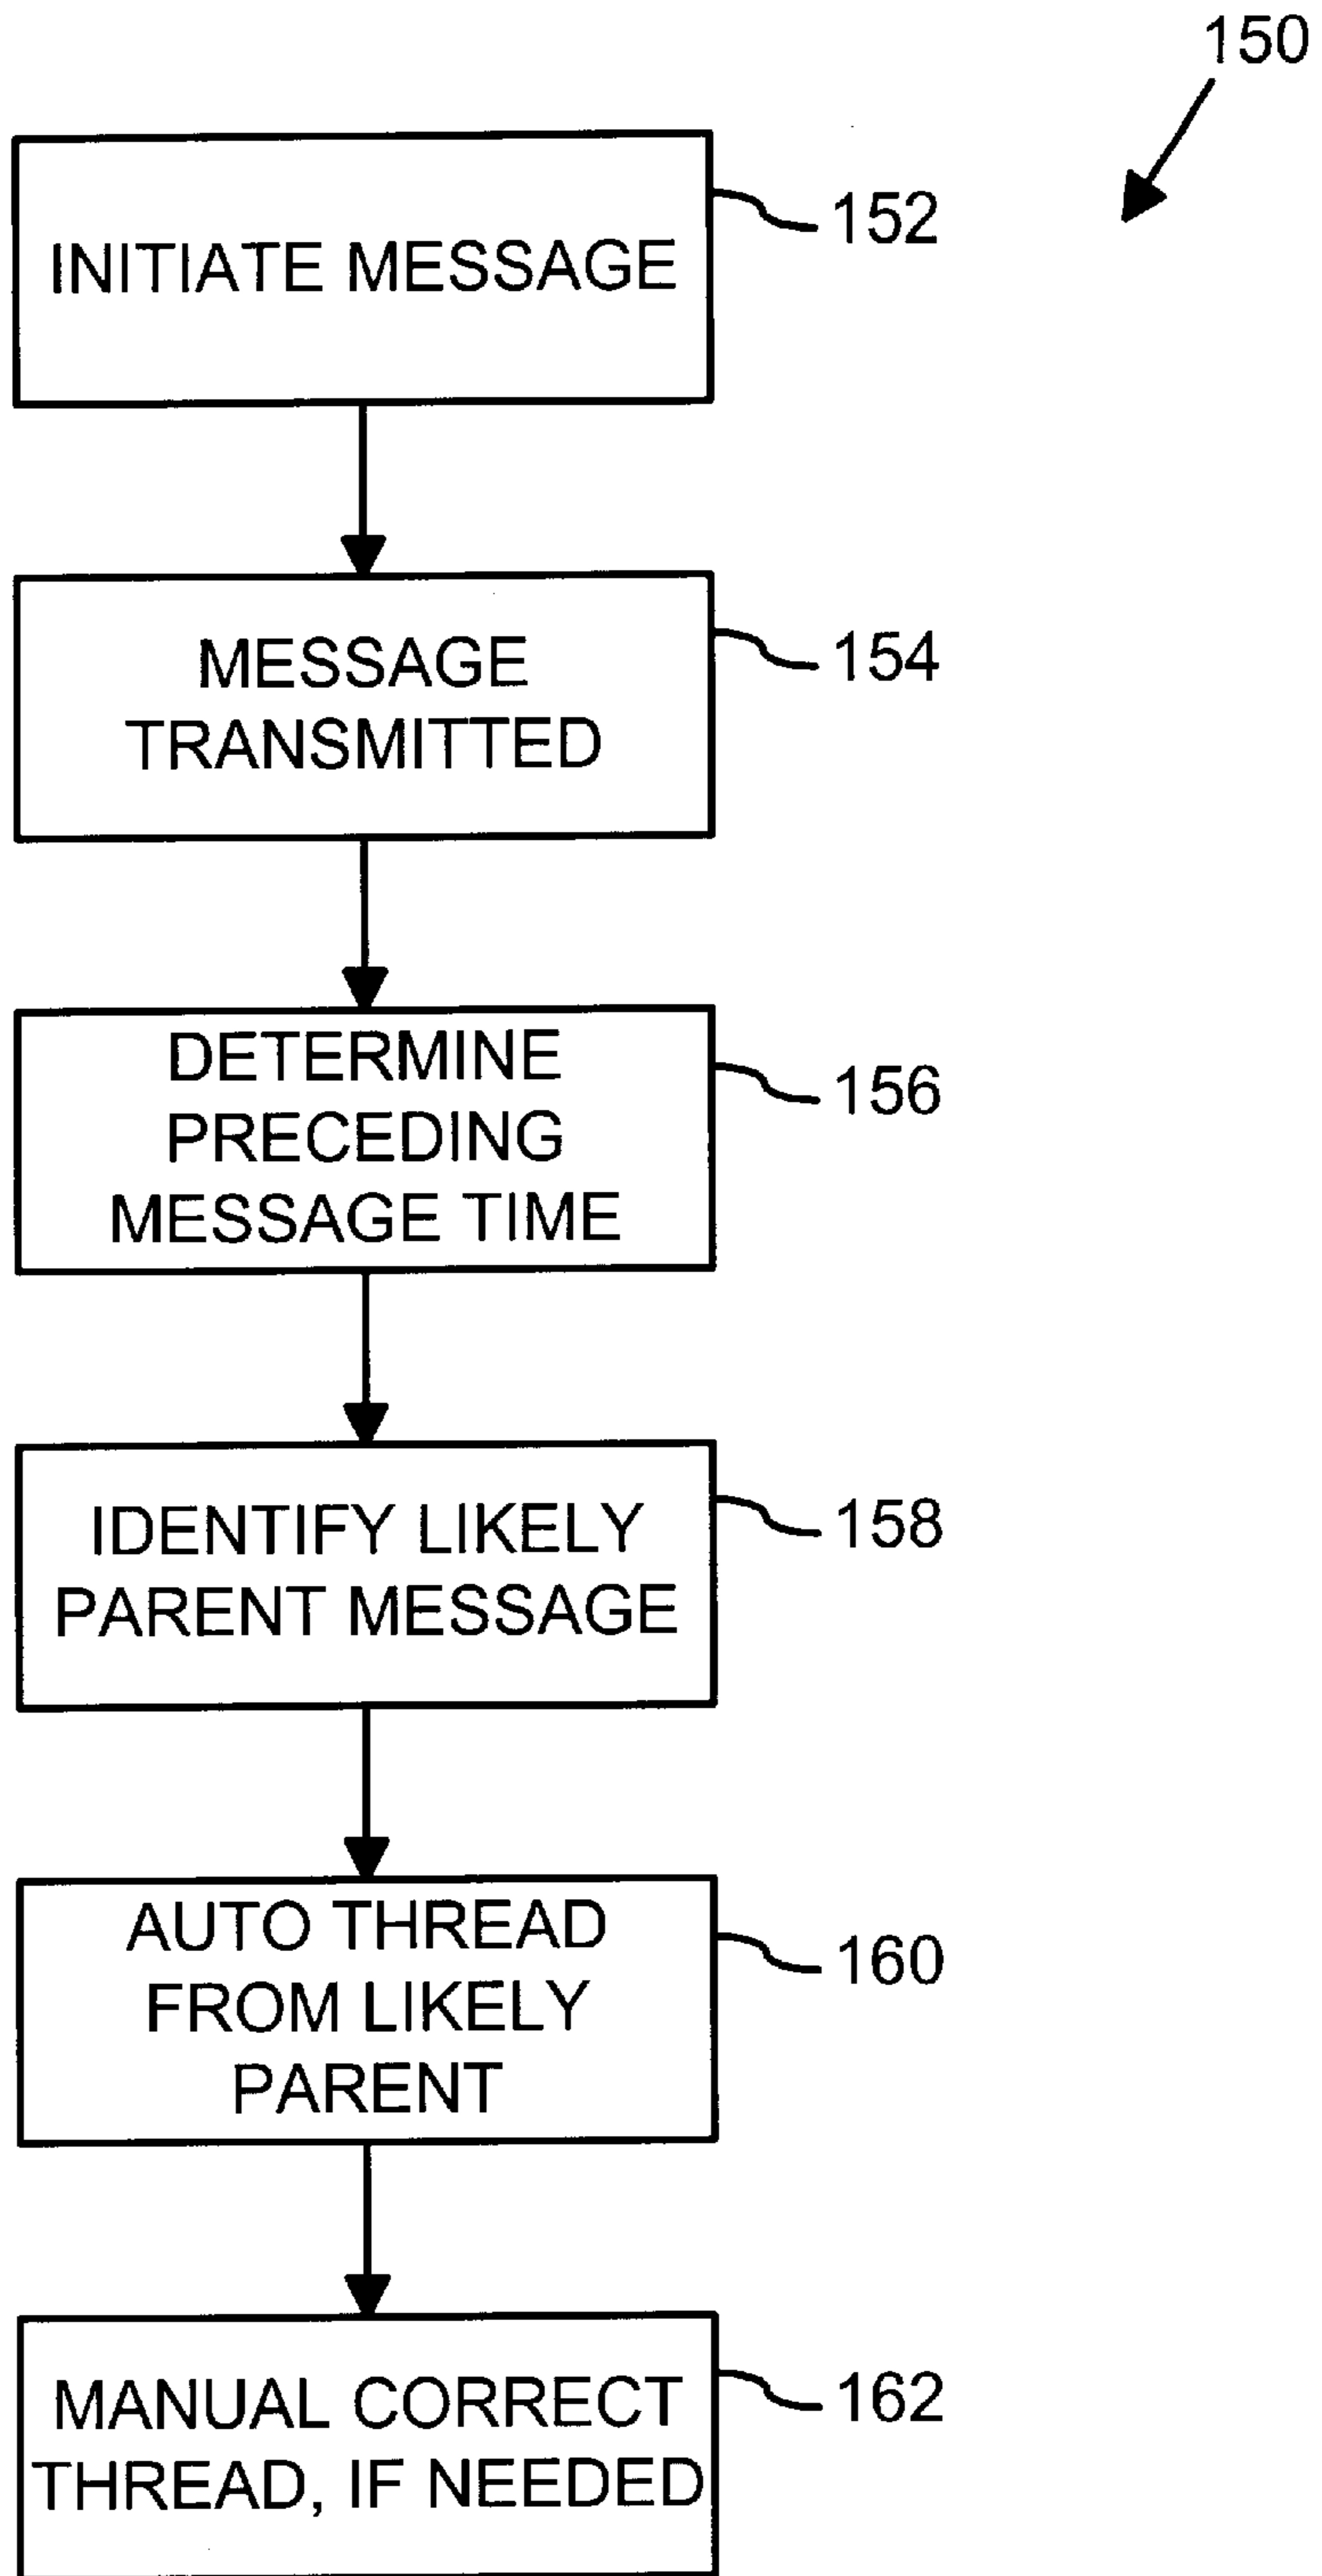 150
INITIATE MESSAGE
152
MESSAGE
TRANSMITTED
154
DETERMINE
PRECEDING
MESSAGE TIME
156
IDENTIFY LIKELY
PARENT MESSAGE
158
AUTO THREAD
FROM LIKELY
PARENT
160
MANUAL CORRECT
THREAD, IF NEEDED
162